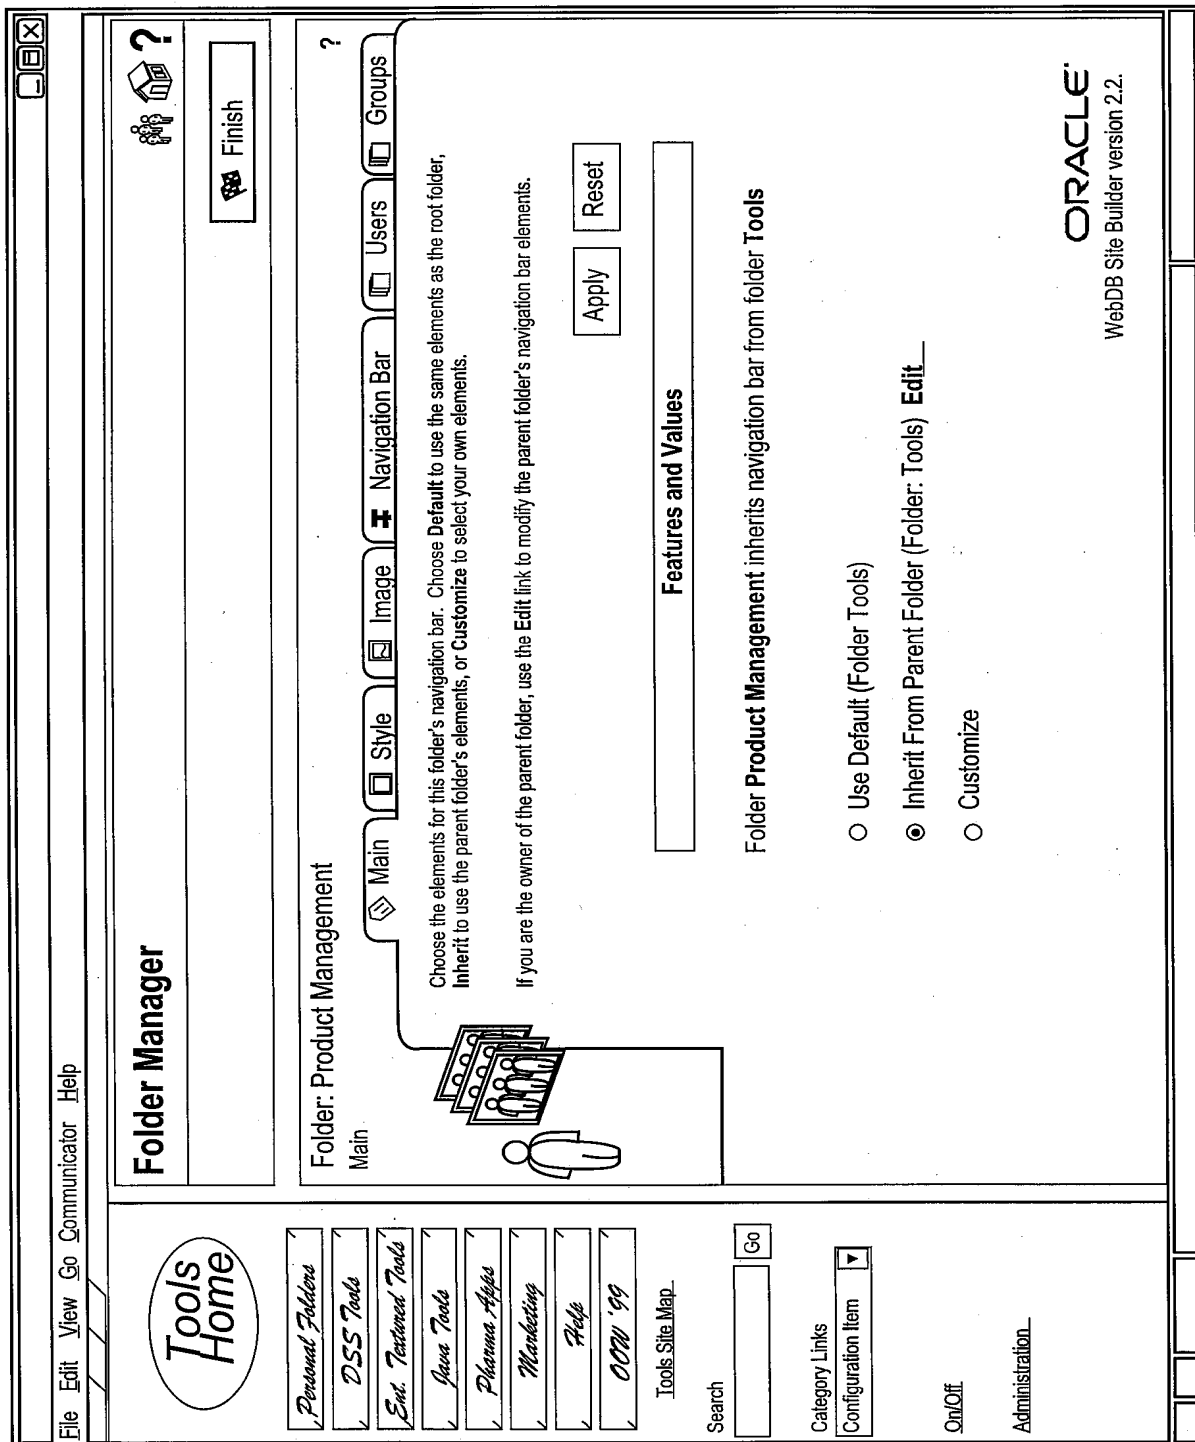 File Edit View Go Communicator Help
Tools
Home
Personal Folders
DSS Tools
Ent. Textured Tools
Java Tools
Pharma Apps
Marketing
Help
OOW '99
Tools Site Map
Search
Go
Category Links
Configuration Item
On/Off
Administration
Folder Manager
?
Finish
Folder: Product Management
?
Main
Main Style Image Navigation Bar Users Groups
Choose the elements for this folder's navigation bar. Choose Default to use the same elements as the root folder,
Inherit to use the parent folder's elements, or Customize to select your own elements.
If you are the owner of the parent folder, use the Edit link to modify the parent folder's navigation bar elements.
Apply Reset
Features and Values
Folder Product Management inherits navigation bar from folder Tools
Use Default (Folder Tools)
Inherit From Parent Folder (Folder: Tools) Edit
Customize
ORACLE
WebDB Site Builder version 2.2.